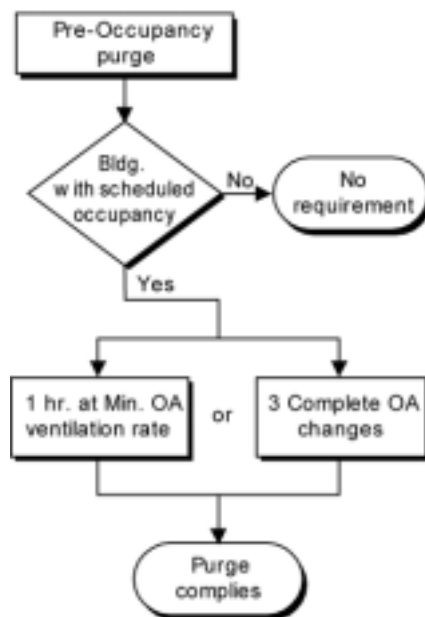 Pre-Occupancy
purge
Bldg.
with scheduled
occupancy
No
No
requirement
Yes
1 hr. at Min. OA
ventilation rate
or
3 Complete OA
changes
Purge
complies